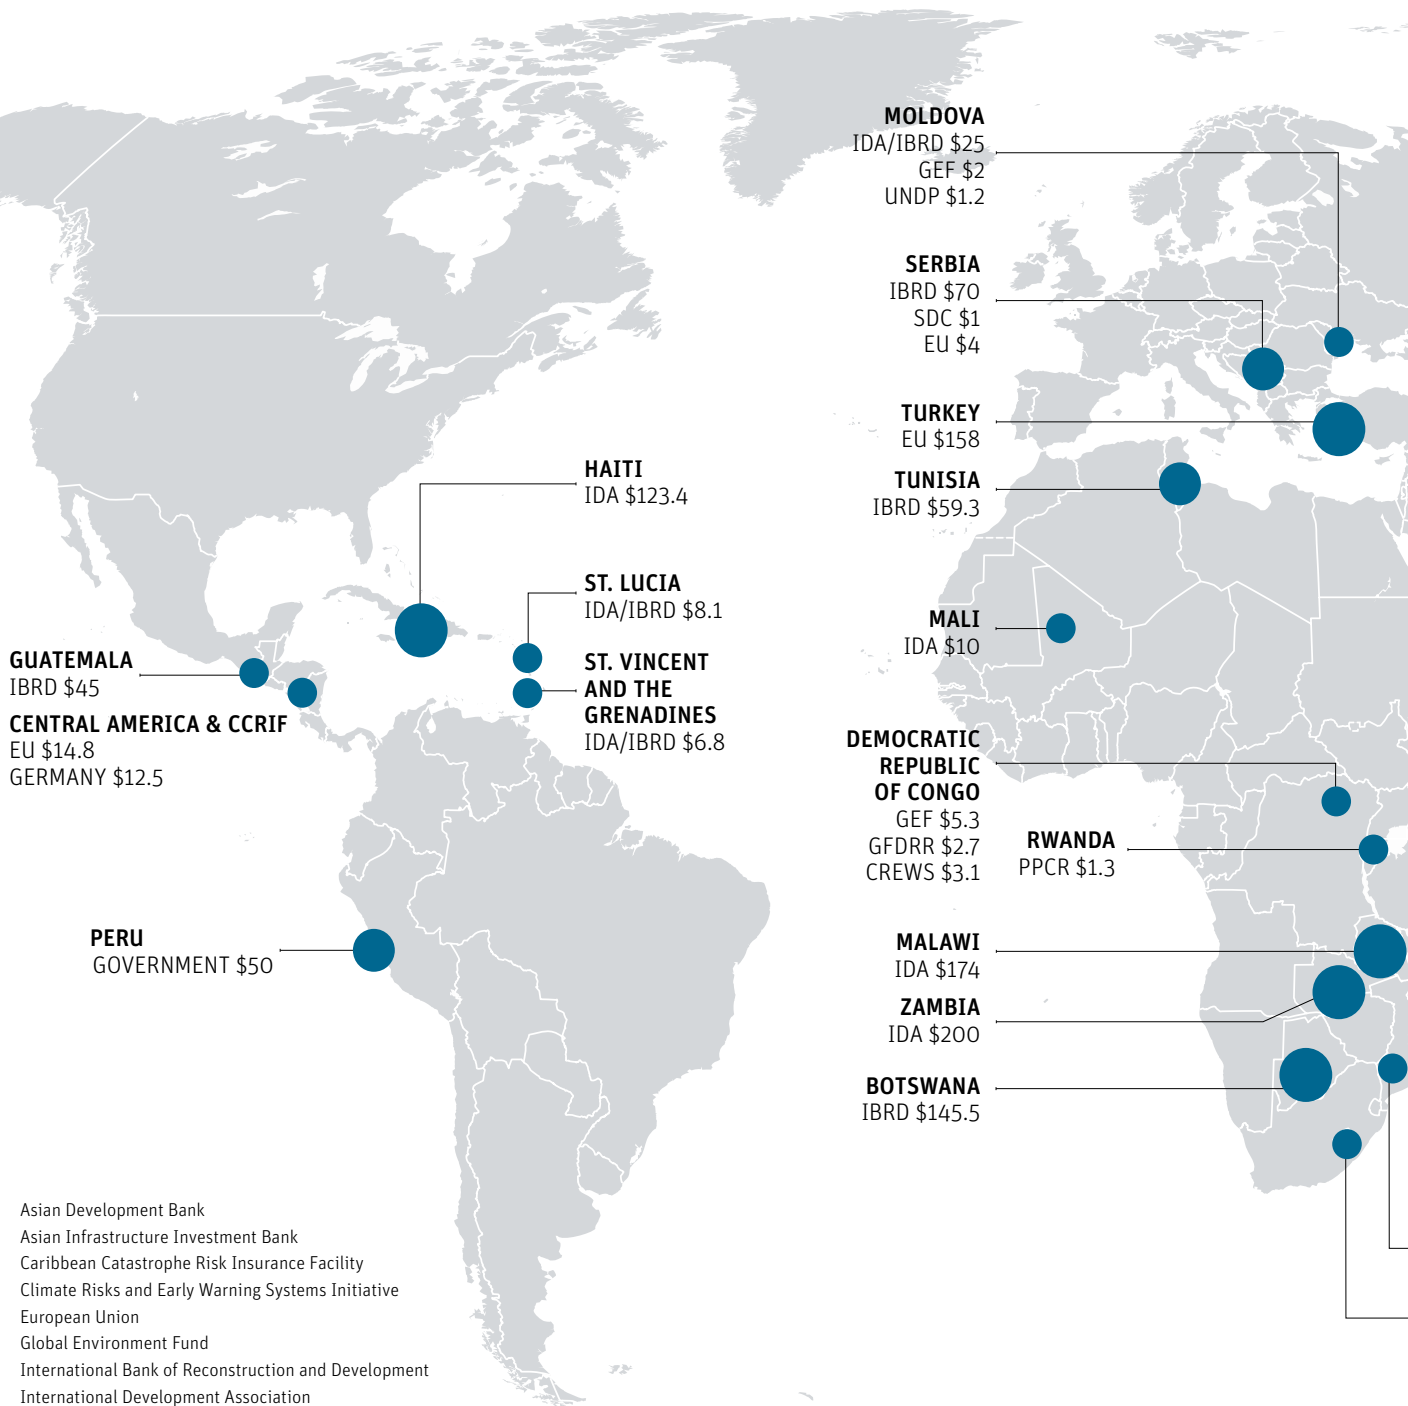 MOLDOVA
IDA/IBRD $25
GEF $2
UNDP $1.2
SERBIA
IBRD $70
SDC $1
EU $4
TURKEY
EU $158
TUNISIA
IBRD $59.3
HAITI
IDA $123.4
ST. LUCIA
IDA/IBRD $8.1
ST. VINCENT
AND THE
GRENADINES
IDA/IBRD $6.8
GUATEMALA
IBRD $45
CENTRAL AMERICA & CCRIF
EU $14.8
GERMANY $12.5
MALI
IDA $10
DEMOCRATIC
REPUBLIC
OF CONGO
GEF $5.3
GFDRR $2.7
CREWS $3.1
RWANDA
PPCR $1.3
PERU
GOVERNMENT $50
MALAWI
IDA $174
ZAMBIA
IDA $200
BOTSWANA
IBRD $145.5
Asian Development Bank
Asian Infrastructure Investment Bank
Caribbean Catastrophe Risk Insurance Facility
Climate Risks and Early Warning Systems Initiative
European Union
Global Environment Fund
International Bank of Reconstruction and Development
International Development Association